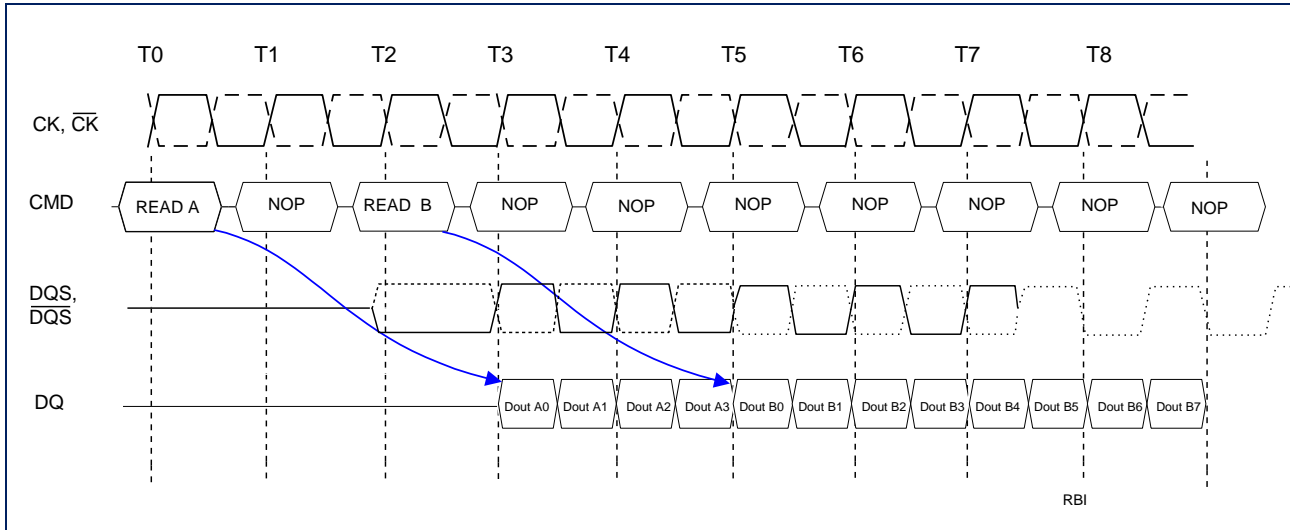 T0 T1 T2 T3 T4 T5 T6 T7 T8
CK, CK
CMD READ A NOP READ B NOP NOP NOP NOP NOP NOP NOP
DQS,
DQS
DQ Dout A0 Dout A1 Dout A2 Dout A3 Dout B0 Dout B1 Dout B2 Dout B3 Dout B4 Dout B5 Dout B6 Dout B7
RBI